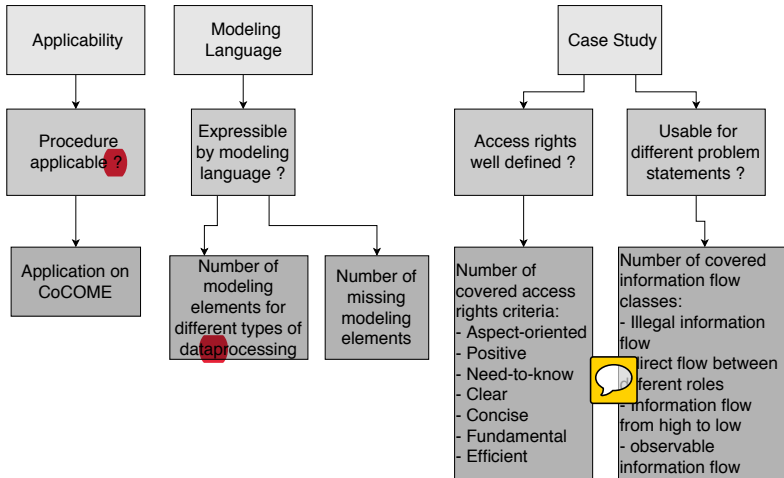 Applicability
Modeling
Language
Case Study
Procedure
applicable ?
Expressible
by modeling
language ?
Access rights
well defined ?
Usable for
different problem
statements ?
Application on
CoCOME
Number of
modeling
elements for
different types of
dataprocessing
Number of
missing
modeling
elements
Number of
covered access
rights criteria:
- Aspect-oriented
- Positive
- Need-to-know
- Clear
- Concise
- Fundamental
- Efficient
Number of covered
information flow
classes:
- Illegal information
flow
flow between
roles
- Information flow
from high to low
- observable
information flow